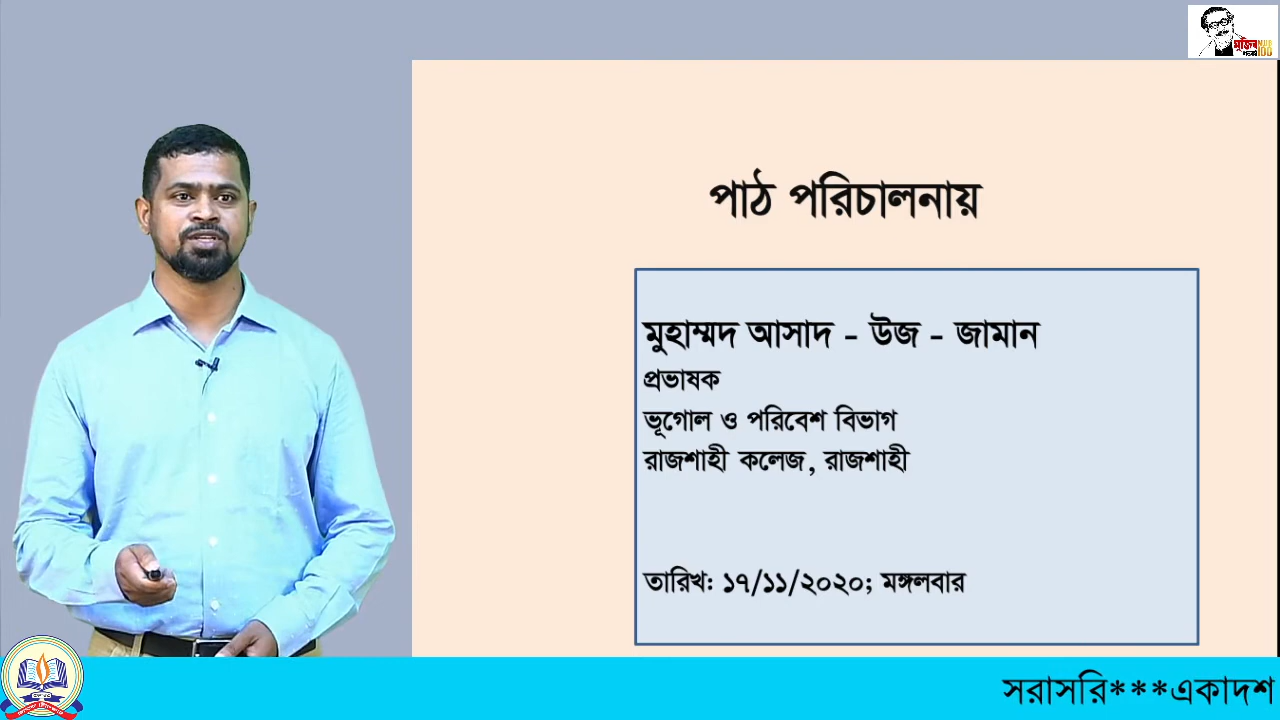 পাঠ পরিচালনায়
মুহাম্মদ আসাদ - উজ - জামান
প্রভাষক
ভূগোল ও পরিবেশ বিভাগ
রাজশাহী কলেজ, রাজশাহী
তারিখ: ১৭/১১/২০২০; মঙ্গলবার
সরাসরি***একাদশ